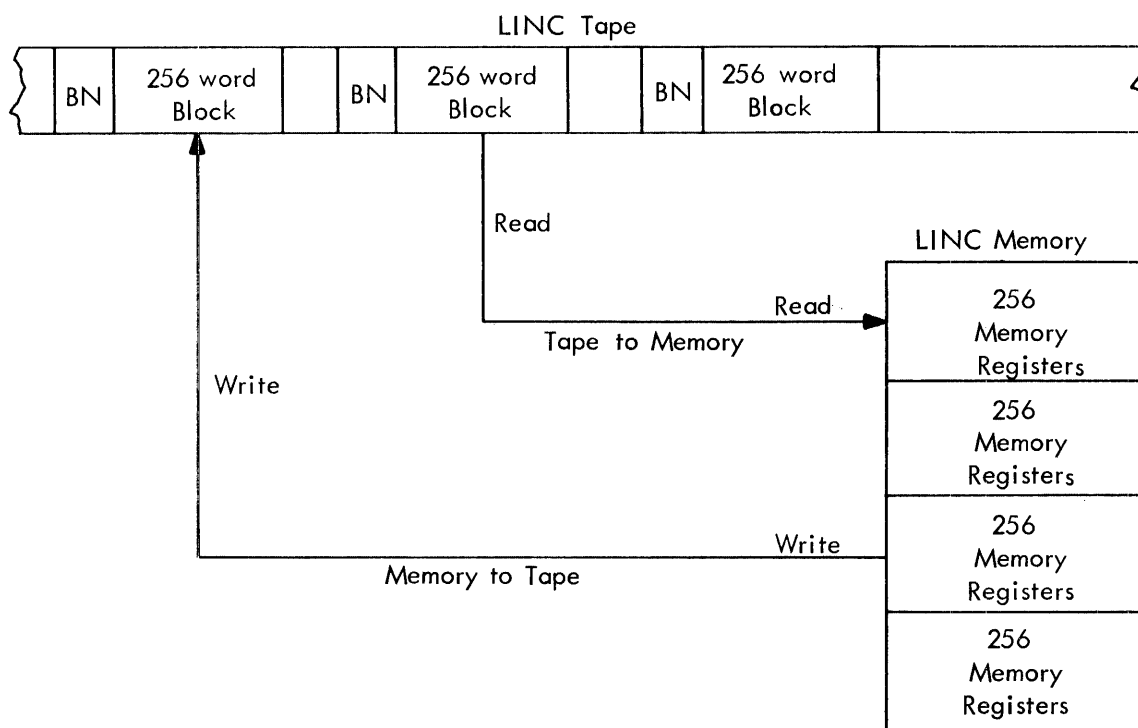 LINC Tape
BN
256 word
Block
BN
256 word
Block
BN
256 word
Block
Read
LINC Memory
Read
Tape to Memory
256
Memory
Registers
Write
256
Memory
Registers
Write
Memory to Tape
256
Memory
Registers
256
Memory
Registers